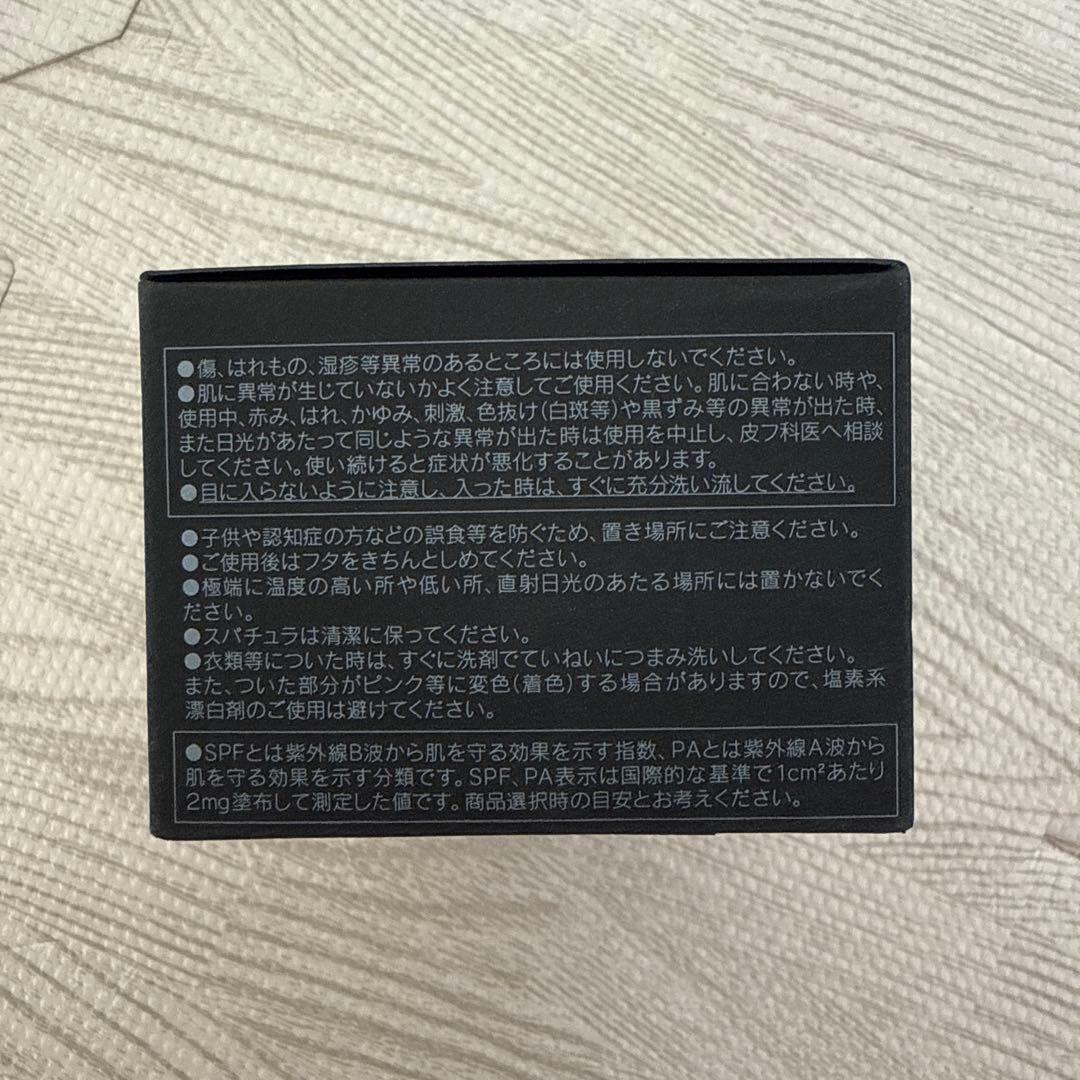 ●傷、はれもの、湿疹等異常のあるところには使用しないでください。
●肌に異常が生じていないかよく注意してご使用ください。肌に合わない時や、
使用中、赤み、はれ、かゆみ、刺激、色抜け(白斑等)や黒ずみ等の異常が出た時、
また日光があたって同じような異常が出た時は使用を中止し、皮フ科医へ相談
してください。使い続けると症状が悪化することがあります。
●目に入らないように注意し、入った時は、すぐに充分洗い流してください。
●子供や認知症の方などの誤食等を防ぐため、置き場所にご注意ください。
●ご使用後はフタをきちんとしめてください。
●極端に温度の高い所や低い所、直射日光のあたる場所には置かないでく
ださい。
●スパチュラは清潔に保ってください。
●衣類等についた時は、すぐに洗剤でていねいにつまみ洗いしてください。
また、ついた部分がピンク等に変色(着色)する場合がありますので、塩素系
漂白剤のご使用は避けてください。
●SPFとは紫外線B波から肌を守る効果を示す指数、PAとは紫外線A波から
肌を守る効果を示す分類です。SPF、PA表示は国際的な基準で1cm²あたり
2mg塗布して測定した値です。商品選択時の目安とお考えください。